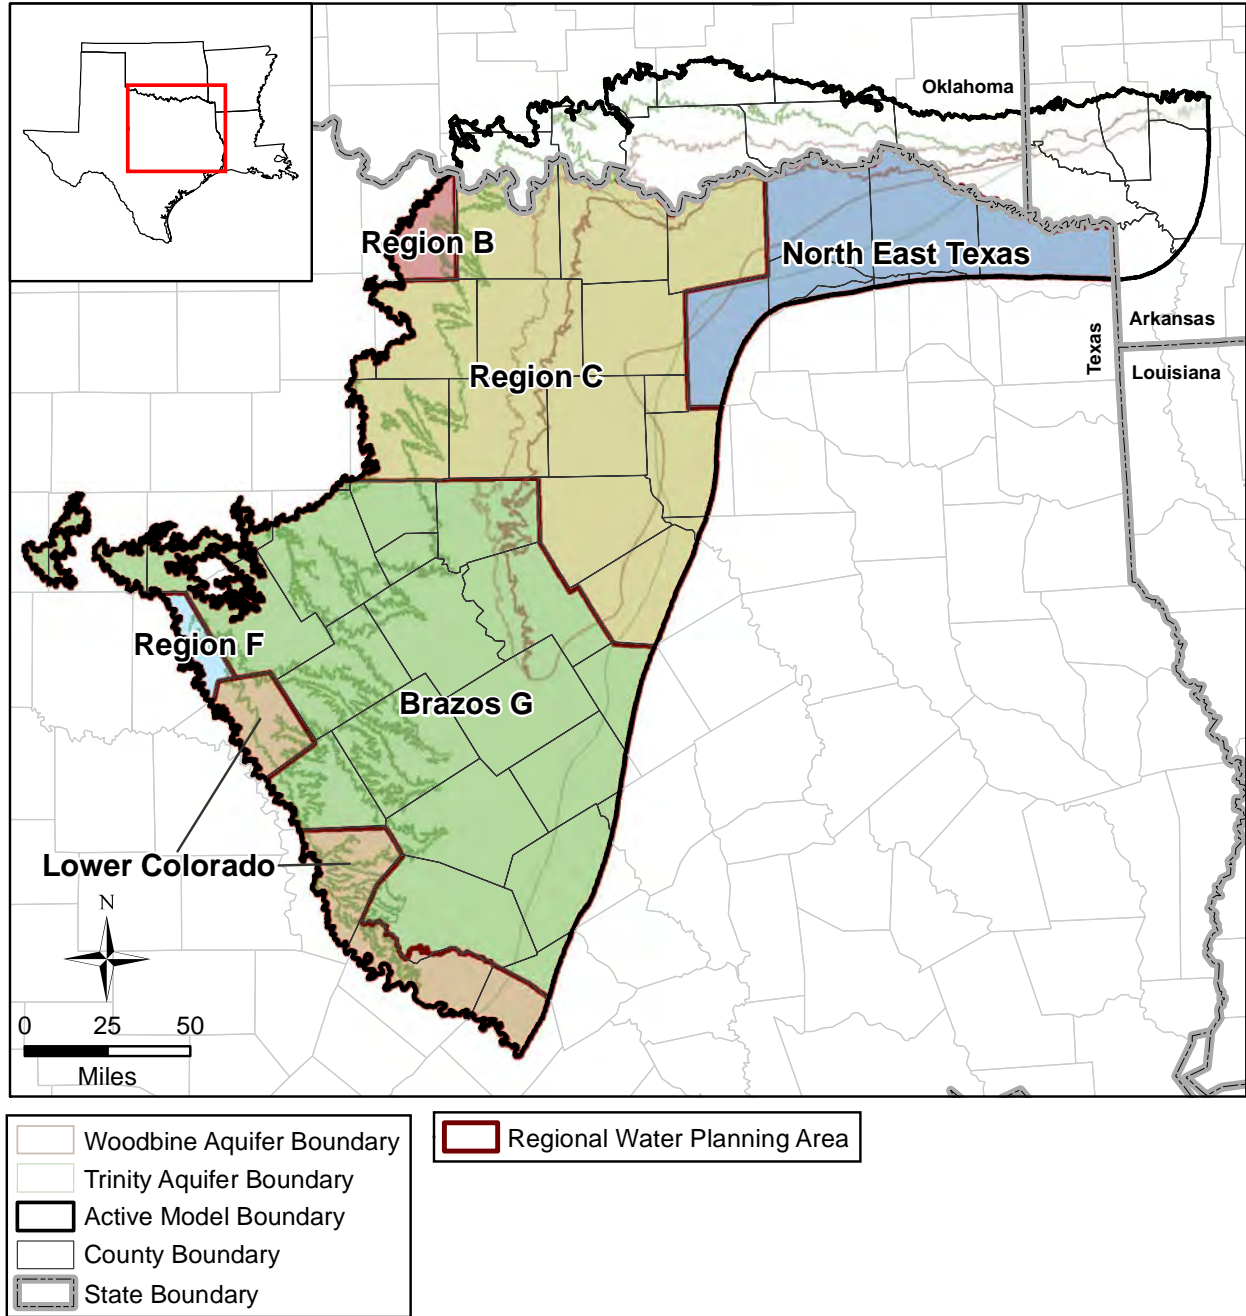 Oklahoma
Region B
North East Texas
Texas
Arkansas
Louisiana
Region C
Region F
Brazos G
Lower Colorado
N
0 25 50
Miles
Woodbine Aquifer Boundary
Trinity Aquifer Boundary
Active Model Boundary
County Boundary
State Boundary
Regional Water Planning Area